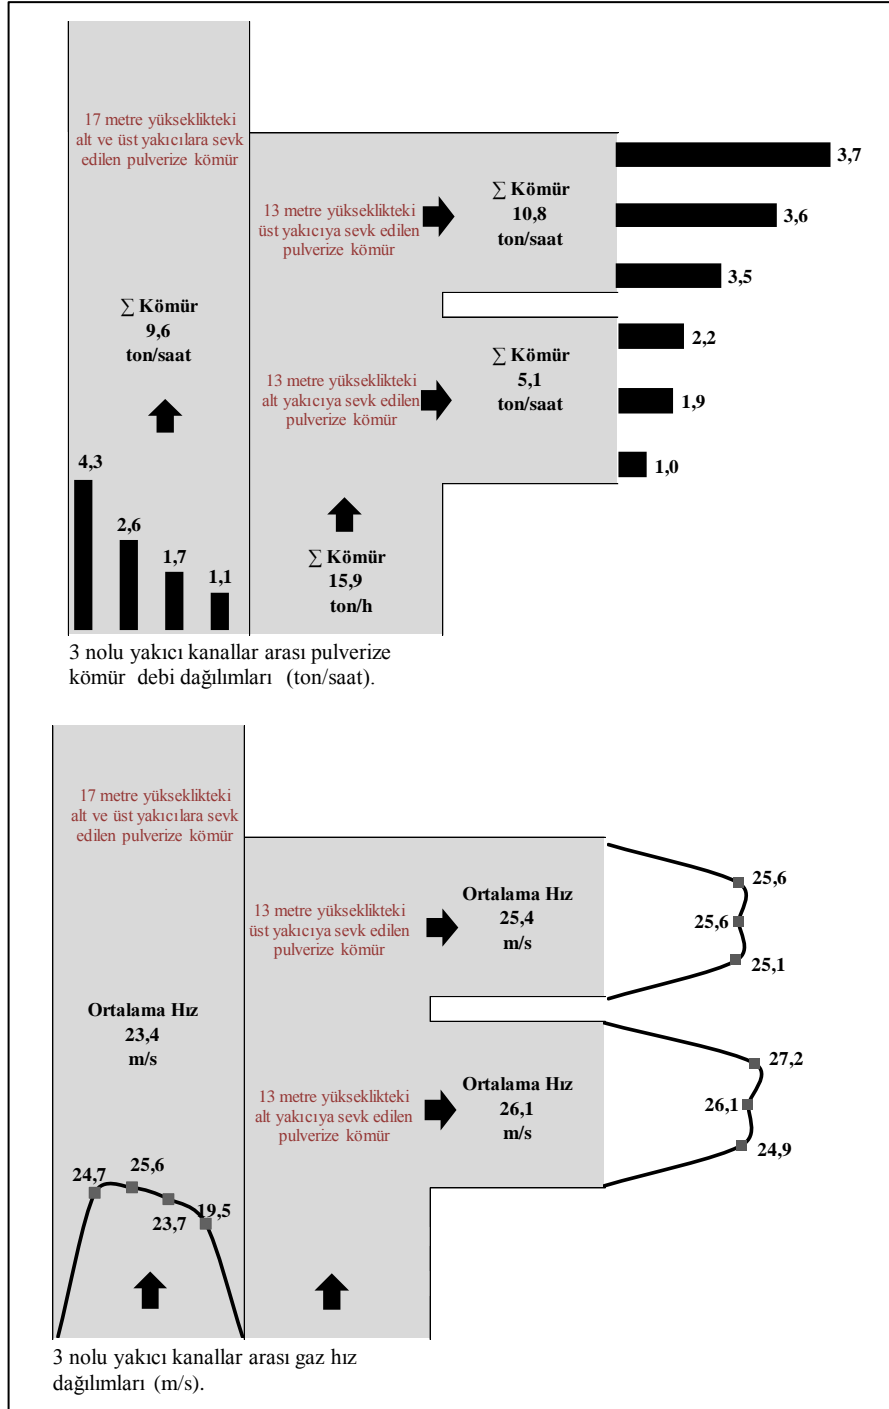 17 metre yükseklikteki
alt ve üst yakıcılara sevk
edilen pulverize kömür
13 metre yükseklikteki
üst yakıcıya sevk edilen
pulverize kömür
∑ Kömür
10,8
ton/saat
3,7
3,6
3,5
∑ Kömür
9,6
ton/saat
13 metre yükseklikteki
alt yakıcıya sevk edilen
pulverize kömür
∑ Kömür
5,1
ton/saat
2,2
1,9
1,0
4,3
2,6
1,7
1,1
∑ Kömür
15,9
ton/h
3 nolu yakıcı kanallar arası pulverize
kömür debi dağılımları (ton/saat).
17 metre yükseklikteki
alt ve üst yakıcılara sevk
edilen pulverize kömür
13 metre yükseklikteki
üst yakıcıya sevk edilen
pulverize kömür
Ortalama Hız
25,4
m/s
25,6
25,6
25,1
Ortalama Hız
23,4
m/s
13 metre yükseklikteki
alt yakıcıya sevk edilen
pulverize kömür
Ortalama Hız
26,1
m/s
27,2
26,1
24,9
24,7
25,6
23,7
19,5
3 nolu yakıcı kanallar arası gaz hız
dağılımları (m/s).